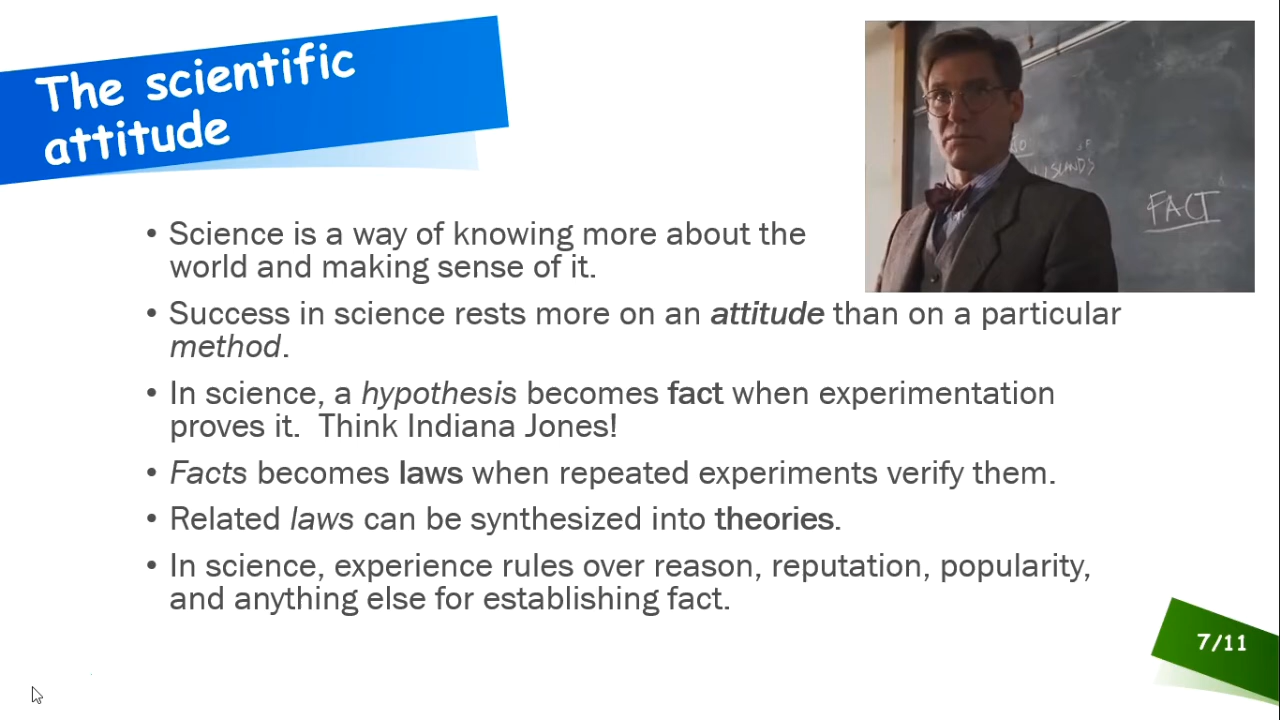 The scientific
attitude
FACT
• Science is a way of knowing more about the
world and making sense of it.
• Success in science rests more on an attitude than on a particular
method.
• In science, a hypothesis becomes fact when experimentation
proves it.  Think Indiana Jones!
• Facts becomes laws when repeated experiments verify them.
• Related laws can be synthesized into theories.
• In science, experience rules over reason, reputation, popularity,
and anything else for establishing fact.
7/11